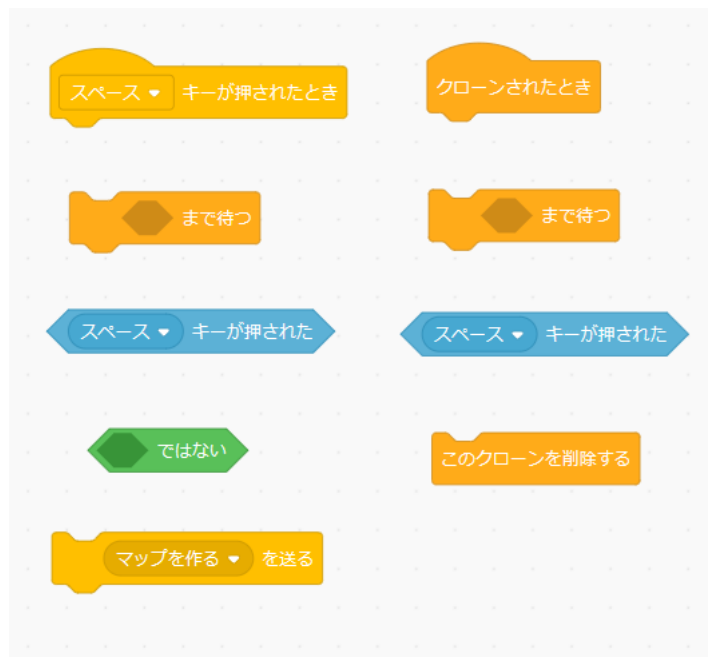 スペース キーが押されたとき
まで待つ
スペース キーが押された
ではない
マップを作る を送る
クローンされたとき
まで待つ
スペース キーが押された
このクローンを削除する